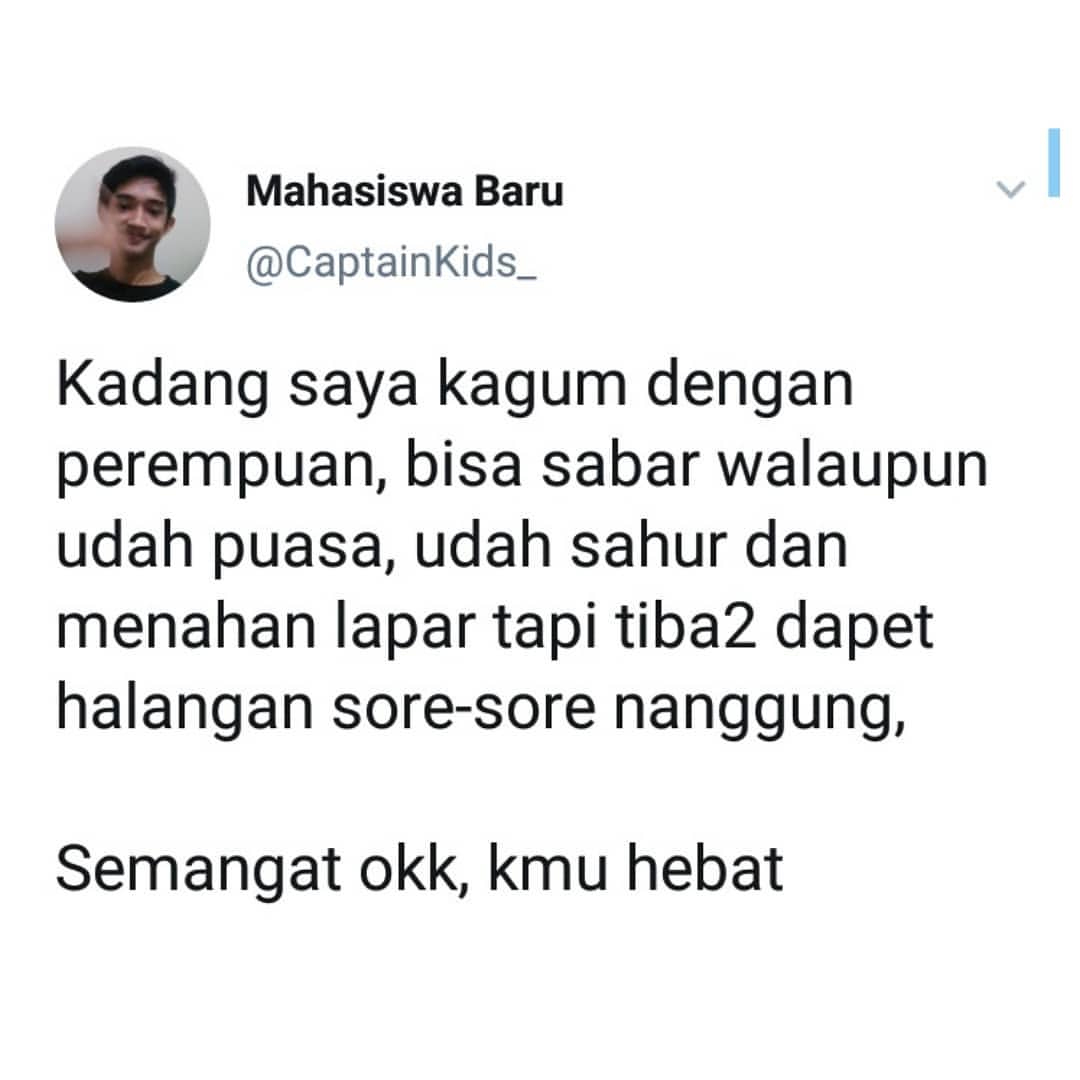 Mahasiswa Baru
@CaptainKids_
Kadang saya kagum dengan
perempuan, bisa sabar walaupun
udah puasa, udah sahur dan
menahan lapar tapi tiba2 dapet
halangan sore-sore nanggung,
Semangat okk, kmu hebat